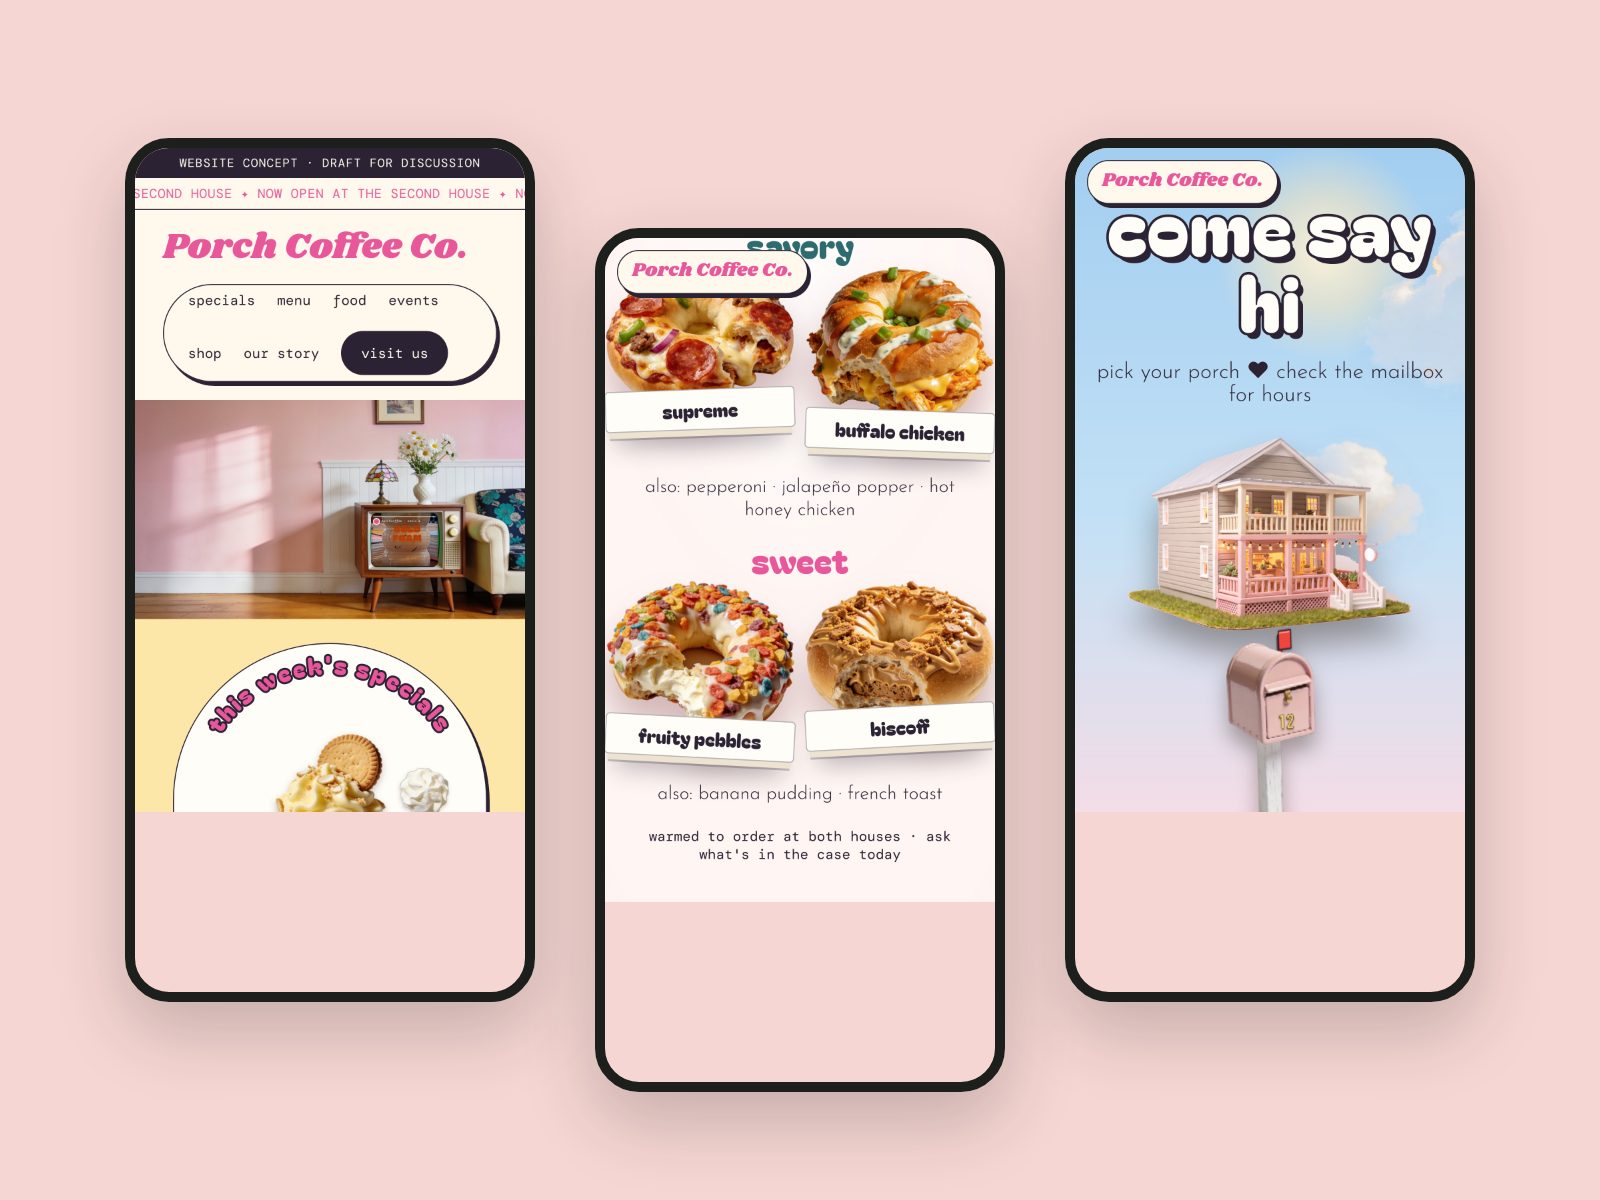 WEBSITE CONCEPT · DRAFT FOR DISCUSSION
SECOND HOUSE ✦ NOW OPEN AT THE SECOND HOUSE ✦
Porch Coffee Co.
specials menu food events
shop our story visit us
this week's specials
savory
Porch Coffee Co.
supreme
buffalo chicken
also: pepperoni · jalapeño popper · hot
honey chicken
sweet
fruity pebbles
biscoff
also: banana pudding · french toast
warmed to order at both houses · ask
what's in the case today
Porch Coffee Co.
come say
hi
pick your porch ♥ check the mailbox
for hours
12